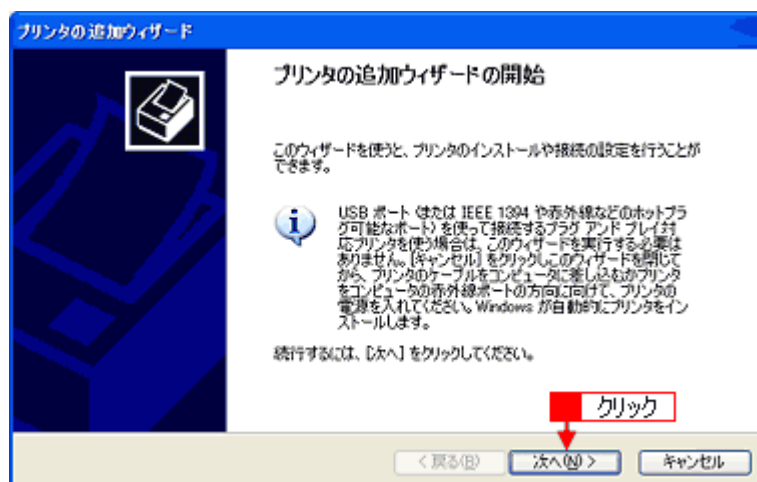 プリンタの追加ウィザード
プリンタの追加ウィザードの開始
このウィザードを使うと、プリンタのインストールや接続の設定を行うことが
できます。
USB ポート (または IEEE 1394 や赤外線などのホットプラ
グ可能なポート) を使って接続するプラグ アンド プレイ対
応プリンタを使う場合は、このウィザードを実行する必要は
ありません。[キャンセル] をクリックしこのウィザードを閉じて
から、プリンタのケーブルをコンピュータに差し込むかプリンタ
をコンピュータの赤外線ポートの方向に向けて、プリンタの
電源を入れてください。Windows が自動的にプリンタをイン
ストールします。
続行するには、[次へ] をクリックしてください。
クリック
< 戻る(B)
次へ(N) >
キャンセル